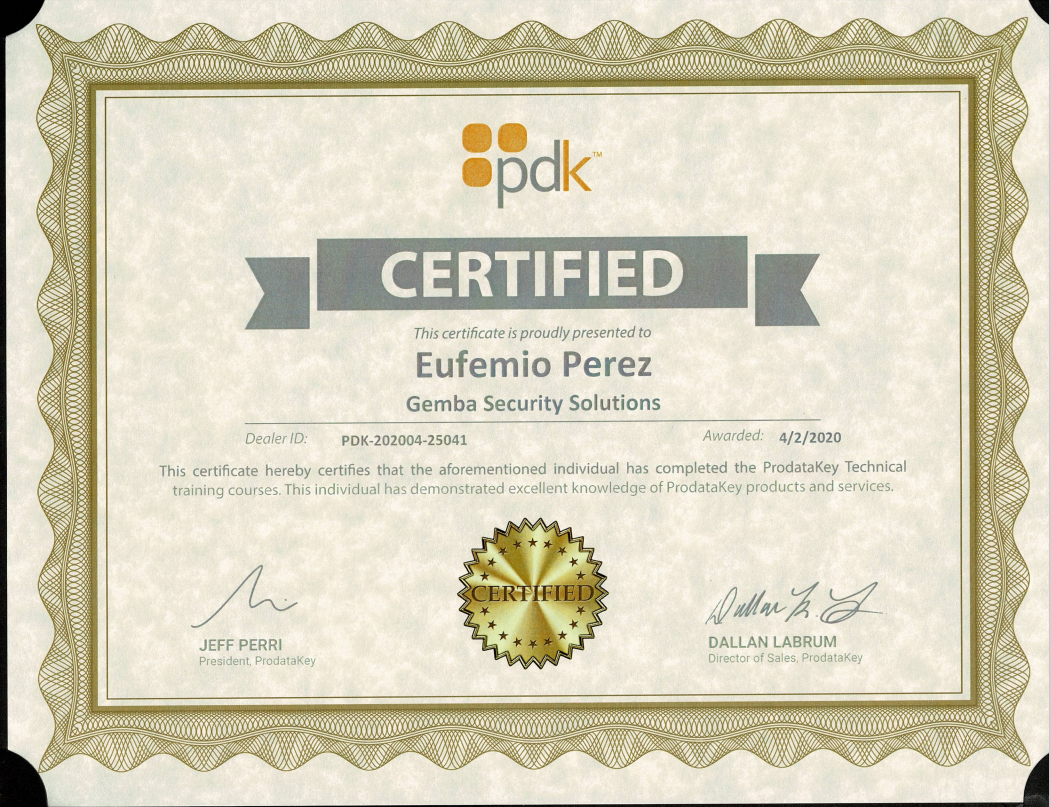 pdk™
CERTIFIED
This certificate is proudly presented to
Eufemio Perez
Gemba Security Solutions
Dealer ID: PDK-202004-25041 Awarded: 4/2/2020
This certificate hereby certifies that the aforementioned individual has completed the ProdataKey Technical
training courses. This individual has demonstrated excellent knowledge of ProdataKey products and services.
CERTIFIED
Dallan
JEFF PERRI
President, ProdataKey
DALLAN LABRUM
Director of Sales, ProdataKey